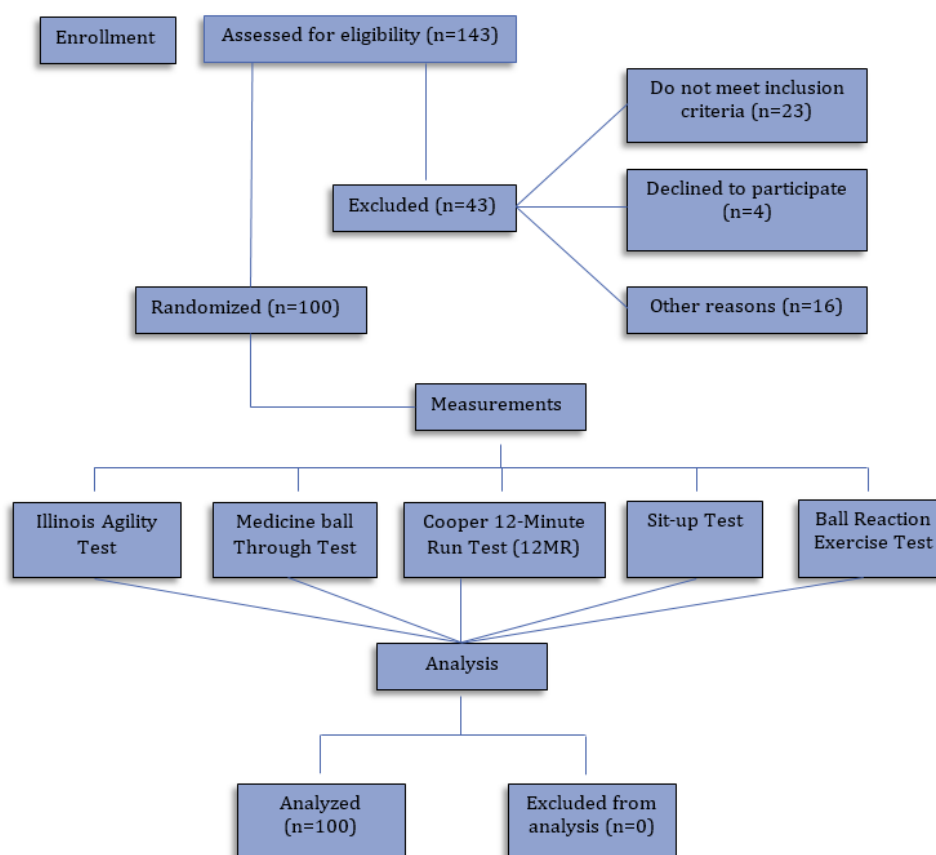 Enrollment
Assessed for eligibility (n=143)
Do not meet inclusion
criteria (n=23)
Declined to participate
(n=4)
Excluded (n=43)
Other reasons (n=16)
Randomized (n=100)
Measurements
Illinois Agility
Test
Medicine ball
Through Test
Cooper 12-Minute
Run Test (12MR)
Sit-up Test
Ball Reaction
Exercise Test
Analysis
Analyzed
(n=100)
Excluded from
analysis (n=0)